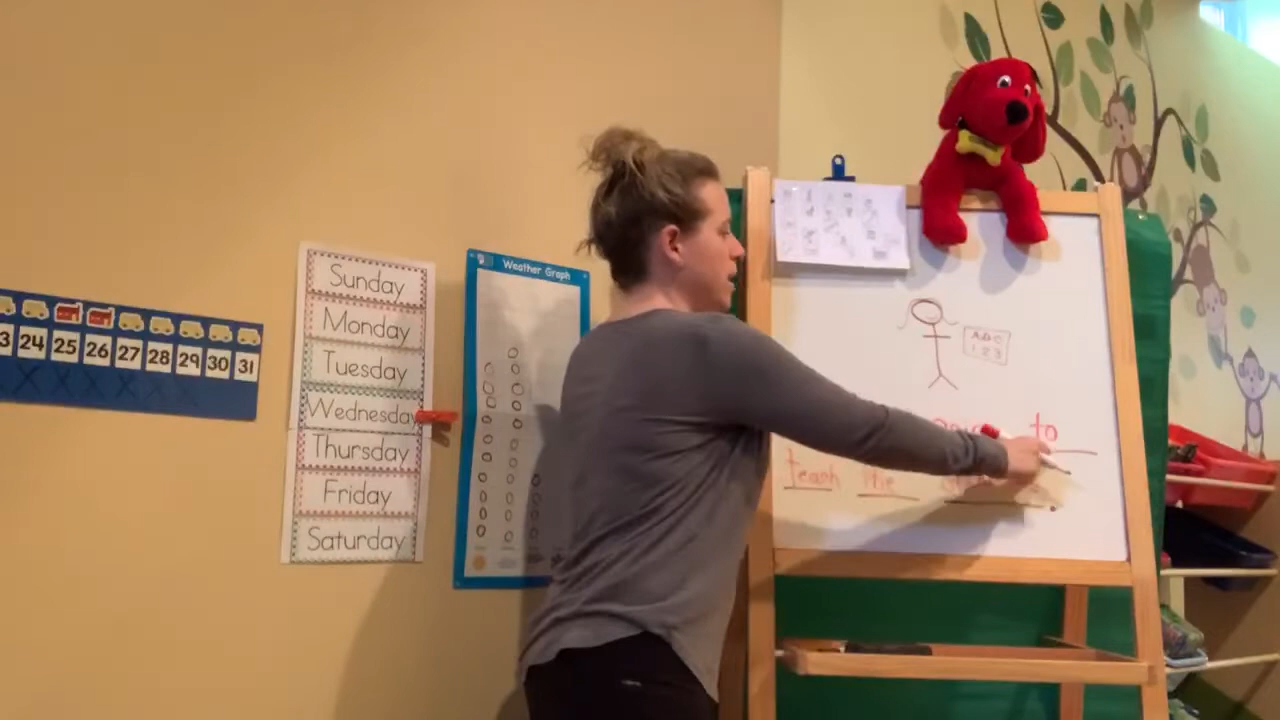 3 24 25 26 27 28 29 30 31
Sunday
Monday
Tuesday
Wednesday
Thursday
Friday
Saturday
Weather Graph
ABC
123
to
teach the